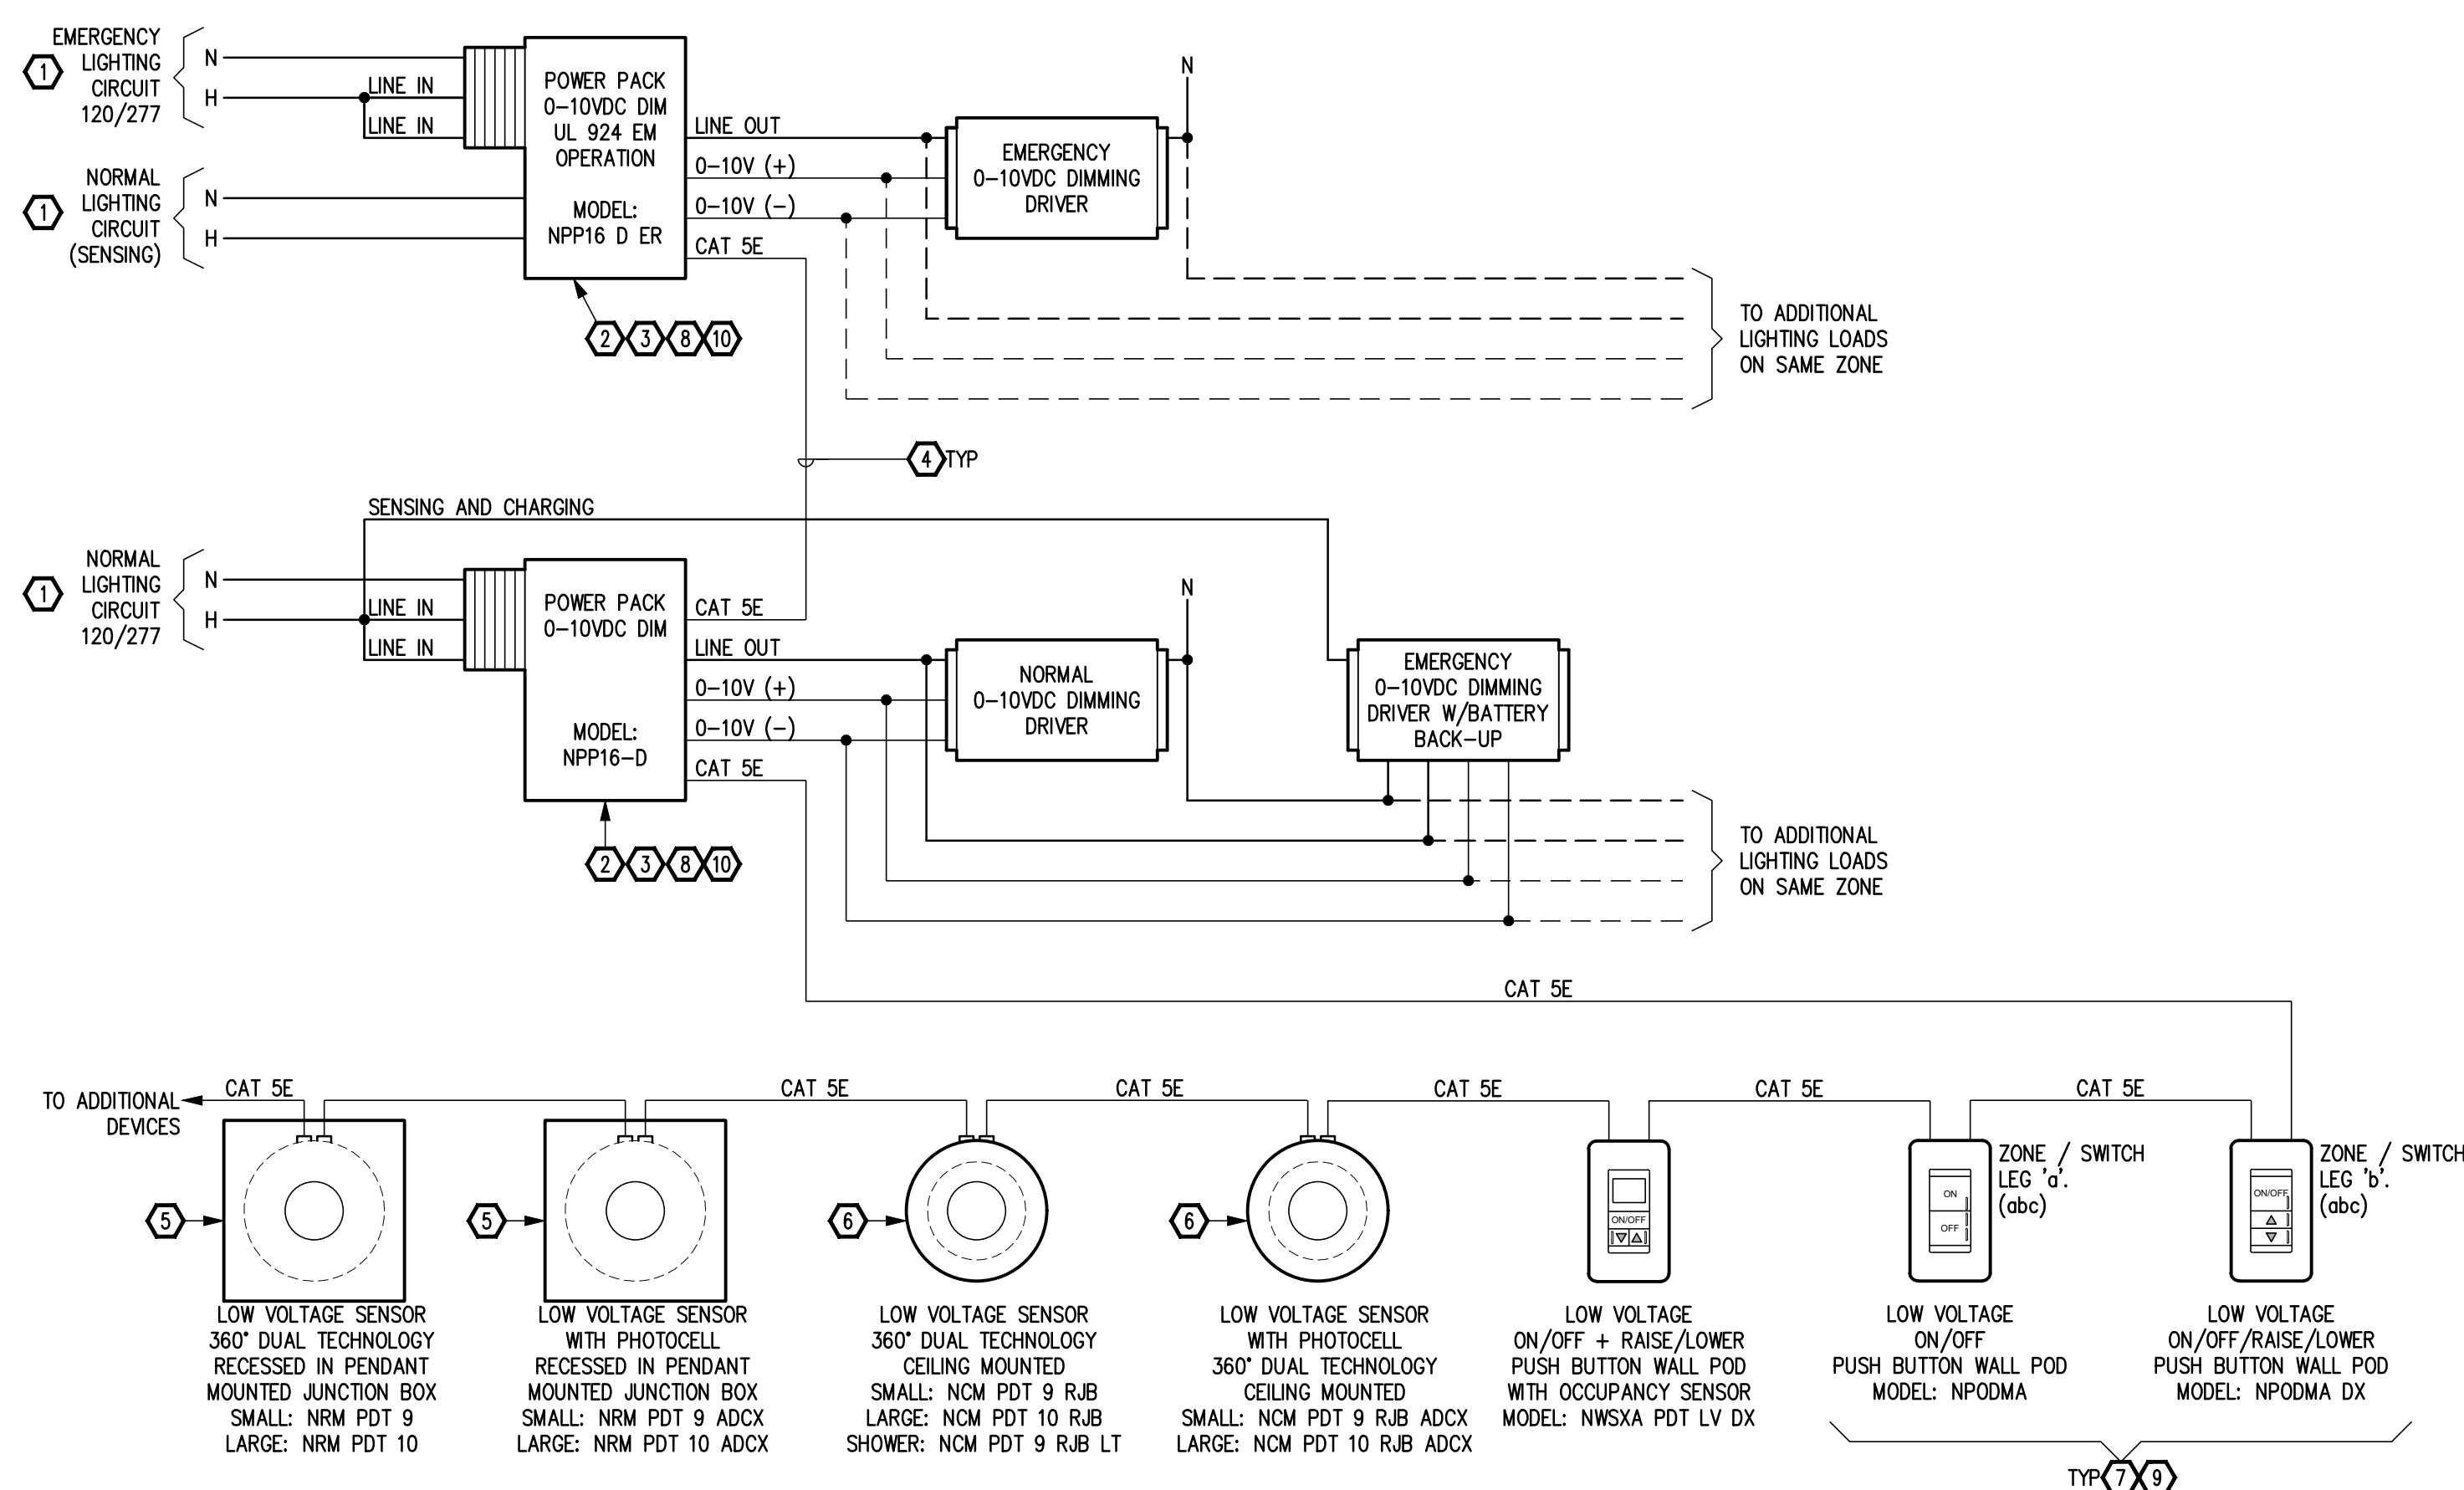 EMERGENCY
LIGHTING
CIRCUIT
120/277
1
N
H
LINE IN
LINE IN
NORMAL
LIGHTING
CIRCUIT
(SENSING)
1
N
H
POWER PACK
0-10VDC DIM
UL 924 EM
OPERATION
MODEL:
NPP16 D ER
LINE OUT
0-10V (+)
0-10V (-)
CAT 5E
2 3 8 10
EMERGENCY
0-10VDC DIMMING
DRIVER
N
TO ADDITIONAL
LIGHTING LOADS
ON SAME ZONE
4 TYP
SENSING AND CHARGING
NORMAL
LIGHTING
CIRCUIT
120/277
1
N
H
LINE IN
LINE IN
POWER PACK
0-10VDC DIM
MODEL:
NPP16-D
CAT 5E
LINE OUT
0-10V (+)
0-10V (-)
CAT 5E
2 3 8 10
NORMAL
0-10VDC DIMMING
DRIVER
N
EMERGENCY
0-10VDC DIMMING
DRIVER W/BATTERY
BACK-UP
TO ADDITIONAL
LIGHTING LOADS
ON SAME ZONE
CAT 5E
TO ADDITIONAL
DEVICES
CAT 5E
CAT 5E
CAT 5E
CAT 5E
CAT 5E
CAT 5E
5
LOW VOLTAGE SENSOR
360° DUAL TECHNOLOGY
RECESSED IN PENDANT
MOUNTED JUNCTION BOX
SMALL: NRM PDT 9
LARGE: NRM PDT 10
5
LOW VOLTAGE SENSOR
WITH PHOTOCELL
RECESSED IN PENDANT
MOUNTED JUNCTION BOX
SMALL: NRM PDT 9 ADCX
LARGE: NRM PDT 10 ADCX
6
LOW VOLTAGE SENSOR
360° DUAL TECHNOLOGY
CEILING MOUNTED
SMALL: NCM PDT 9 RJB
LARGE: NCM PDT 10 RJB
SHOWER: NCM PDT 9 RJB LT
6
LOW VOLTAGE SENSOR
WITH PHOTOCELL
360° DUAL TECHNOLOGY
CEILING MOUNTED
SMALL: NCM PDT 9 RJB ADCX
LARGE: NCM PDT 10 RJB ADCX
ON/OFF
LOW VOLTAGE
ON/OFF + RAISE/LOWER
PUSH BUTTON WALL POD
WITH OCCUPANCY SENSOR
MODEL: NWSXA PDT LV DX
ON
OFF
ZONE / SWITCH
LEG 'a'.
(abc)
LOW VOLTAGE
ON/OFF
PUSH BUTTON WALL POD
MODEL: NPODMA
ON/OFF
ZONE / SWITCH
LEG 'b'.
(abc)
LOW VOLTAGE
ON/OFF/RAISE/LOWER
PUSH BUTTON WALL POD
MODEL: NPODMA DX
TYP 7 9